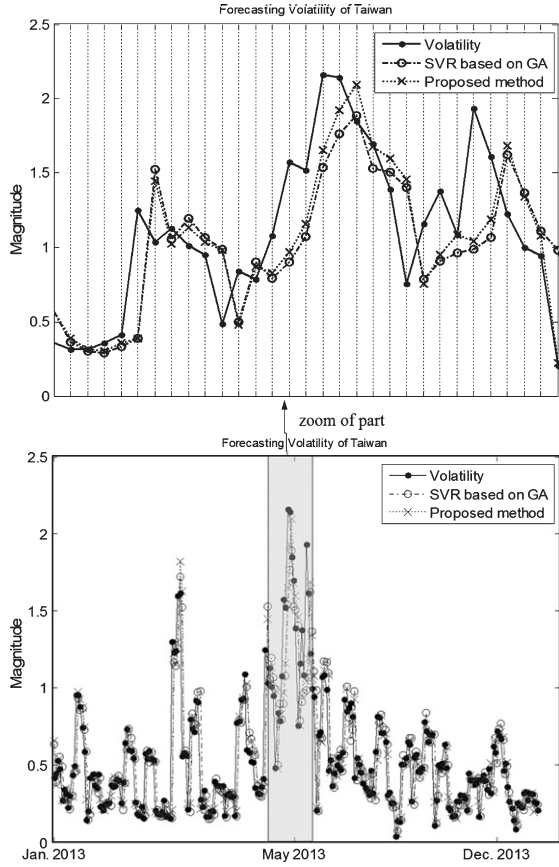 Forecasting Volatility of Taiwan
2.5
Volatility
SVR based on GA
Proposed method
2
1.5
1
0.5
0
Magnitude
zoom of part
Forecasting Volatility of Taiwan
2.5
Volatility
SVR based on GA
Proposed method
2
1.5
1
0.5
0
Magnitude
Jan. 2013 May 2013 Dec. 2013